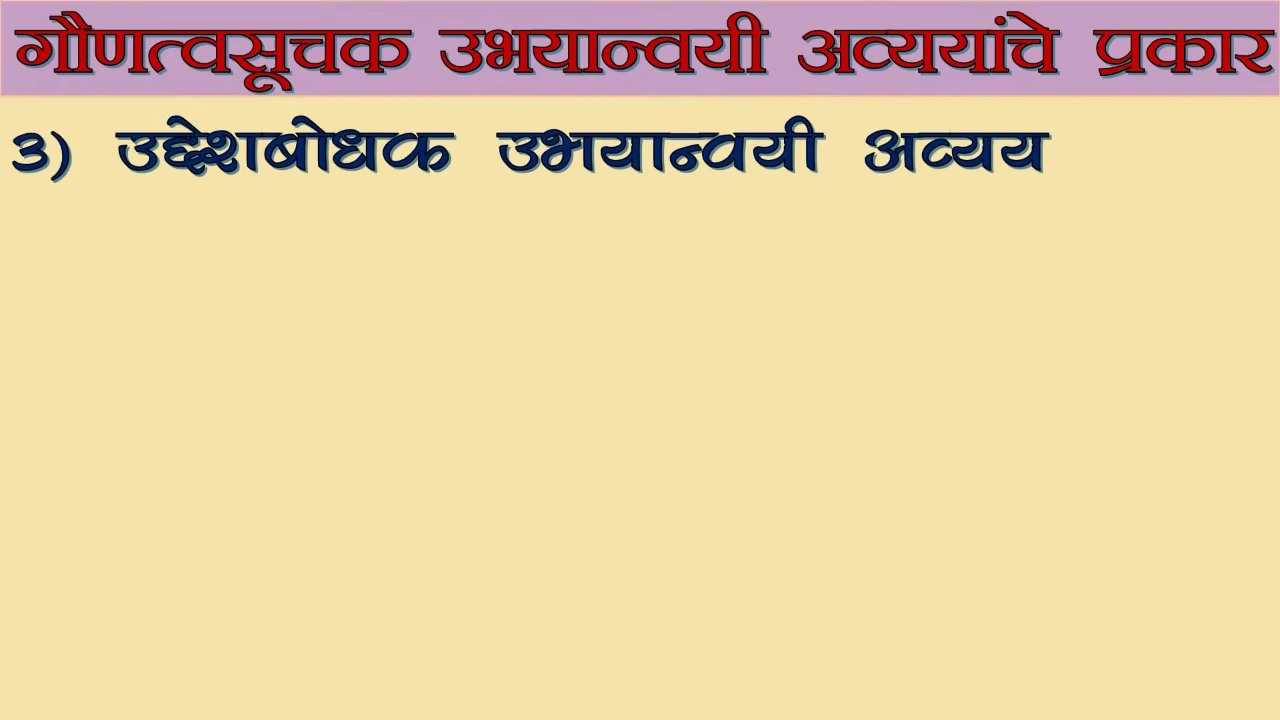 गौणत्वसूचक उभयान्वयी अव्ययांचे प्रकार
३) उद्देशबोधक उभयान्वयी अव्यय